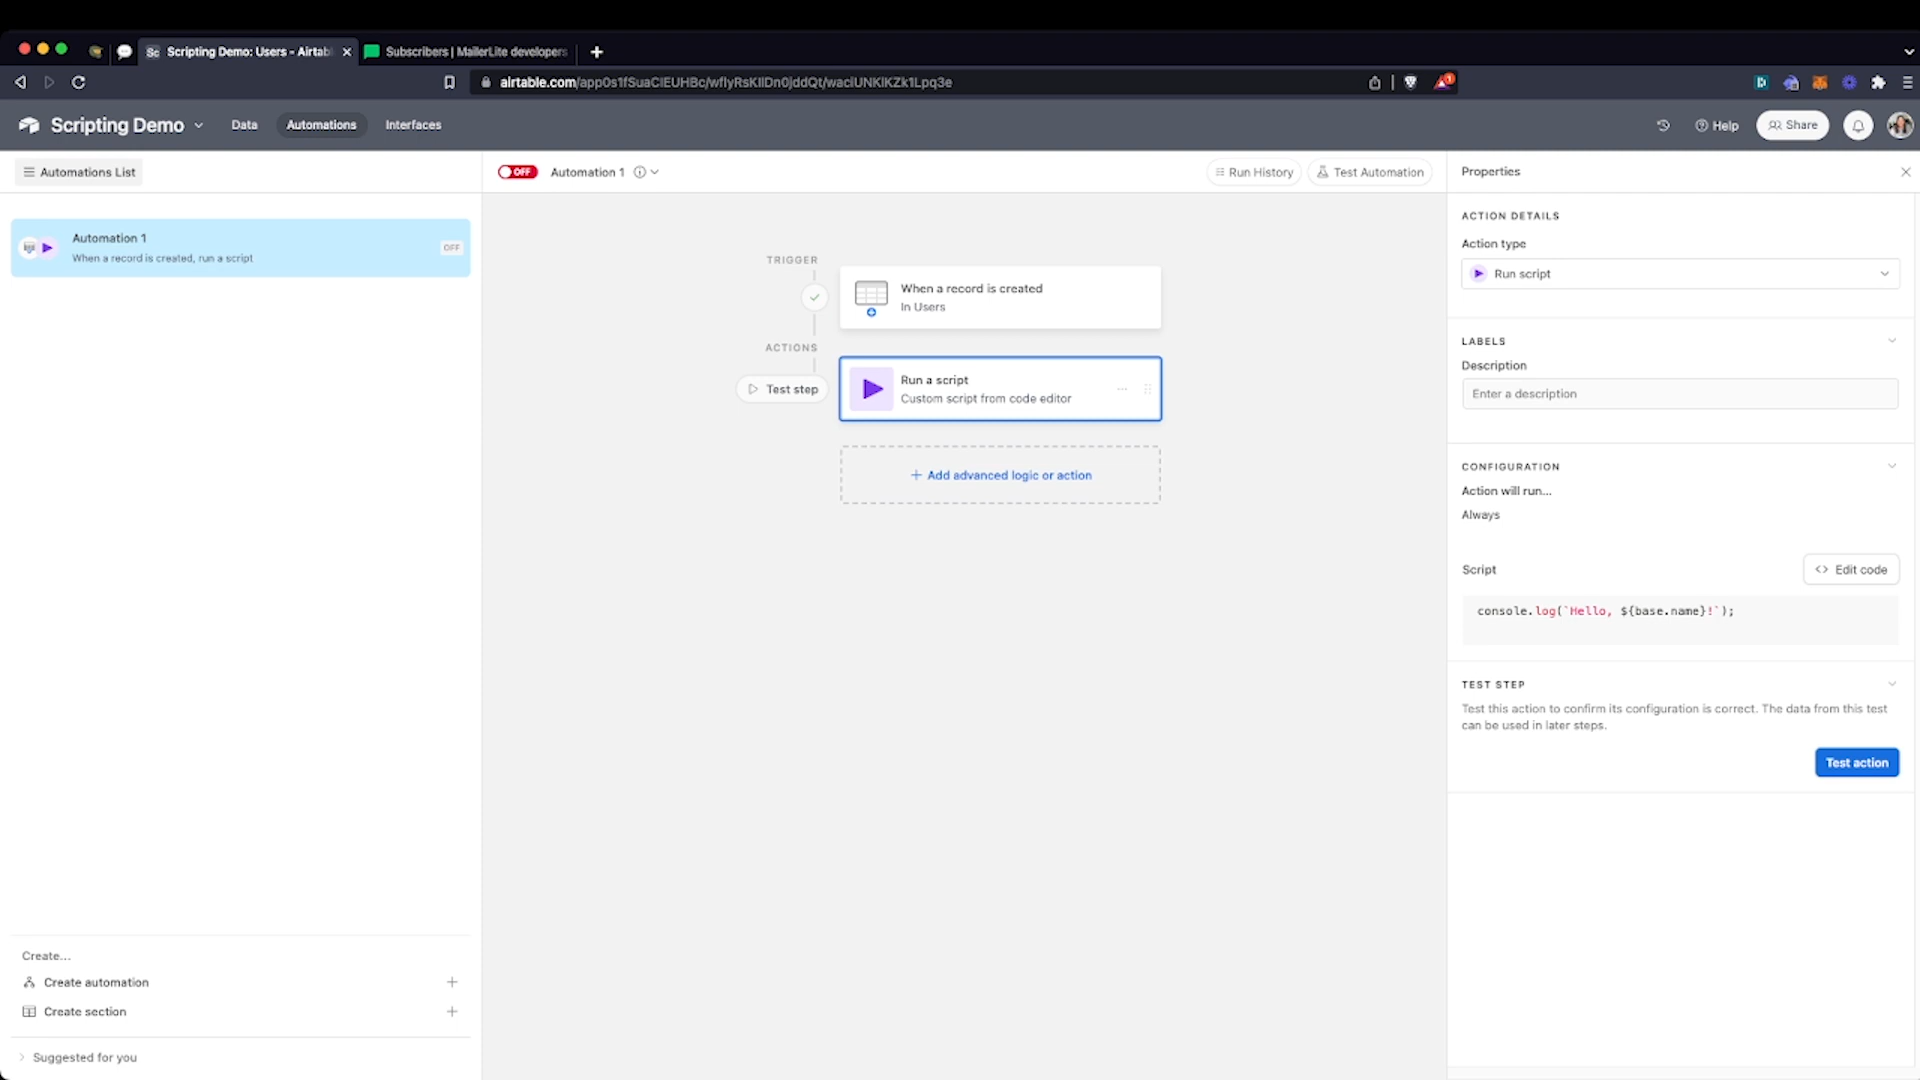 Scripting Demo: Users - Airtab
Subscribers | MailerLite developers
airtable.com/app0s1fSuaCIEUHBc/wflyRsKIlDn0jddQt/waciUNKlKZk1Lpq3e
Scripting Demo
Data
Automations
Interfaces
Help
Share
Automations List
OFF
Automation 1
Run History
Test Automation
Properties
Automation 1
When a record is created, run a script
OFF
TRIGGER
When a record is created
In Users
ACTIONS
Test step
Run a script
Custom script from code editor
+ Add advanced logic or action
ACTION DETAILS
Action type
Run script
LABELS
Description
Enter a description
CONFIGURATION
Action will run...
Always
Script
<> Edit code
console.log(`Hello, ${base.name}!`);
TEST STEP
Test this action to confirm its configuration is correct. The data from this test
can be used in later steps.
Test action
Create...
Create automation
Create section
Suggested for you